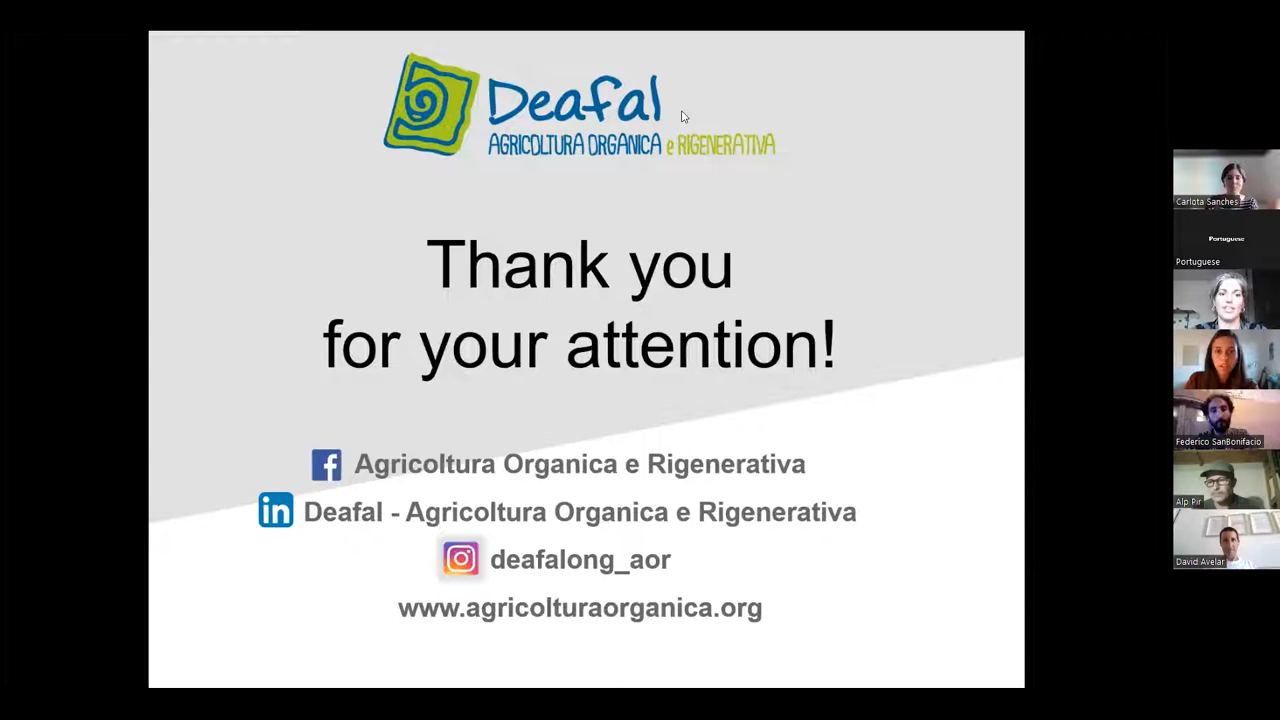 Deafal
AGRICOLTURA ORGANICA e RIGENERATIVA
Thank you
for your attention!
Agricoltura Organica e Rigenerativa
Deafal - Agricoltura Organica e Rigenerativa
deafalong_aor
www.agricolturaorganica.org
Carlota Sanches
Portuguese
Portuguese
Federico SanBonifacio
Alp Pir
David Avelar